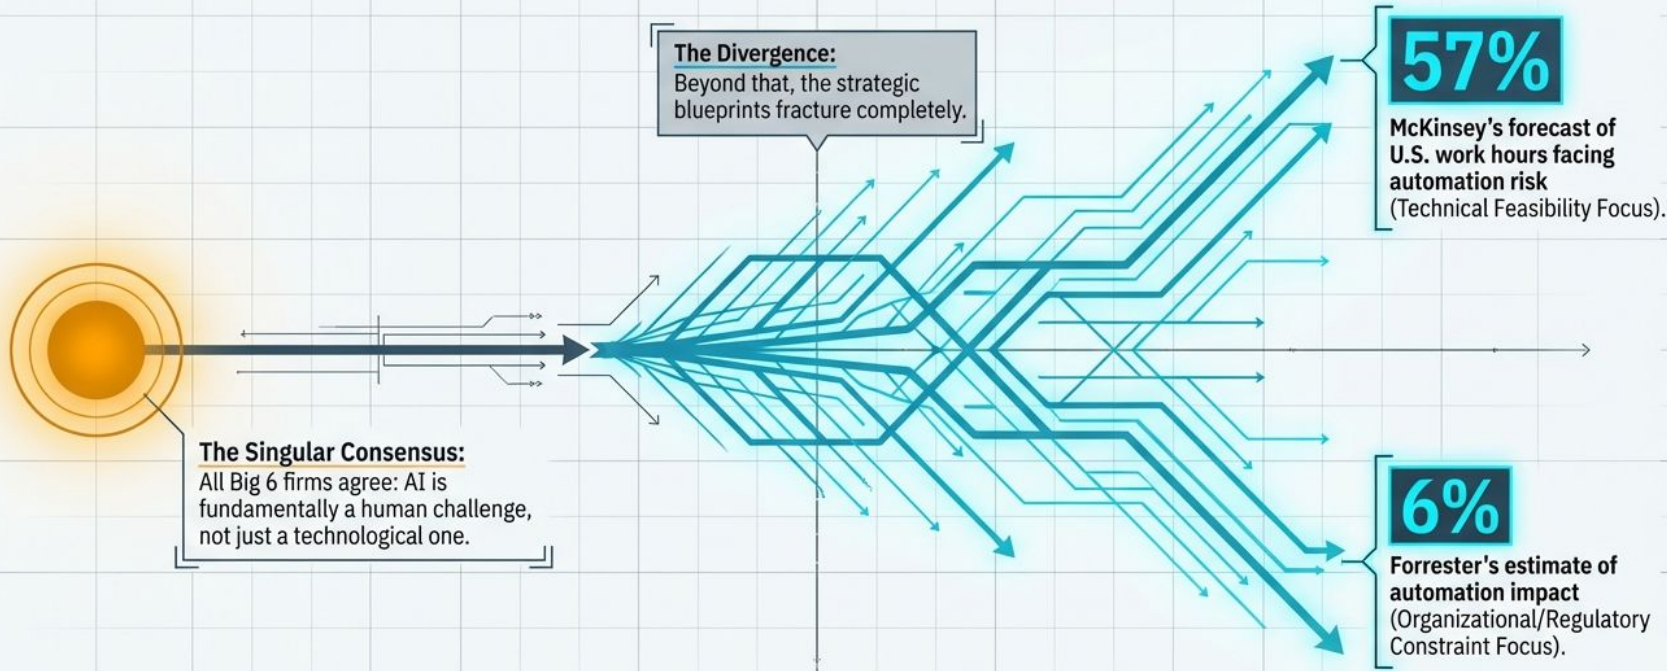 The Divergence:
Beyond that, the strategic
blueprints fracture completely.
57%
McKinsey's forecast of
U.S. work hours facing
automation risk
(Technical Feasibility Focus).
The Singular Consensus:
All Big 6 firms agree: AI is
fundamentally a human challenge,
not just a technological one.
6%
Forrester's estimate of
automation impact
(Organizational/Regulatory
Constraint Focus).